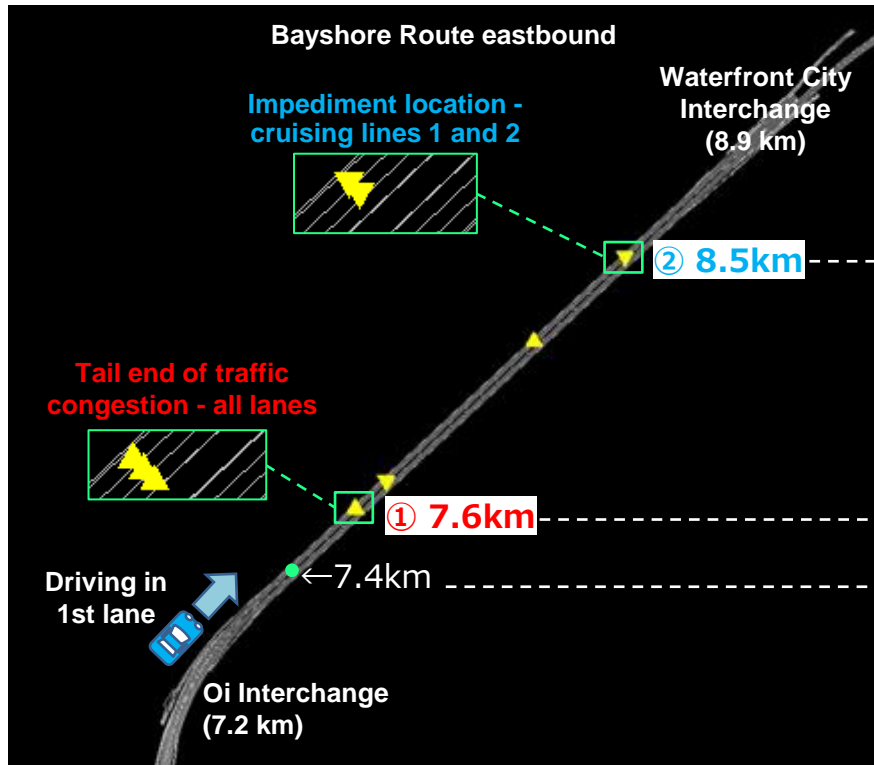 Bayshore Route eastbound
Waterfront City
Interchange
(8.9 km)
Impediment location -
cruising lines 1 and 2
② 8.5km
Tail end of traffic
congestion - all lanes
① 7.6km
←7.4km
Driving in
1st lane
Oi Interchange
(7.2 km)